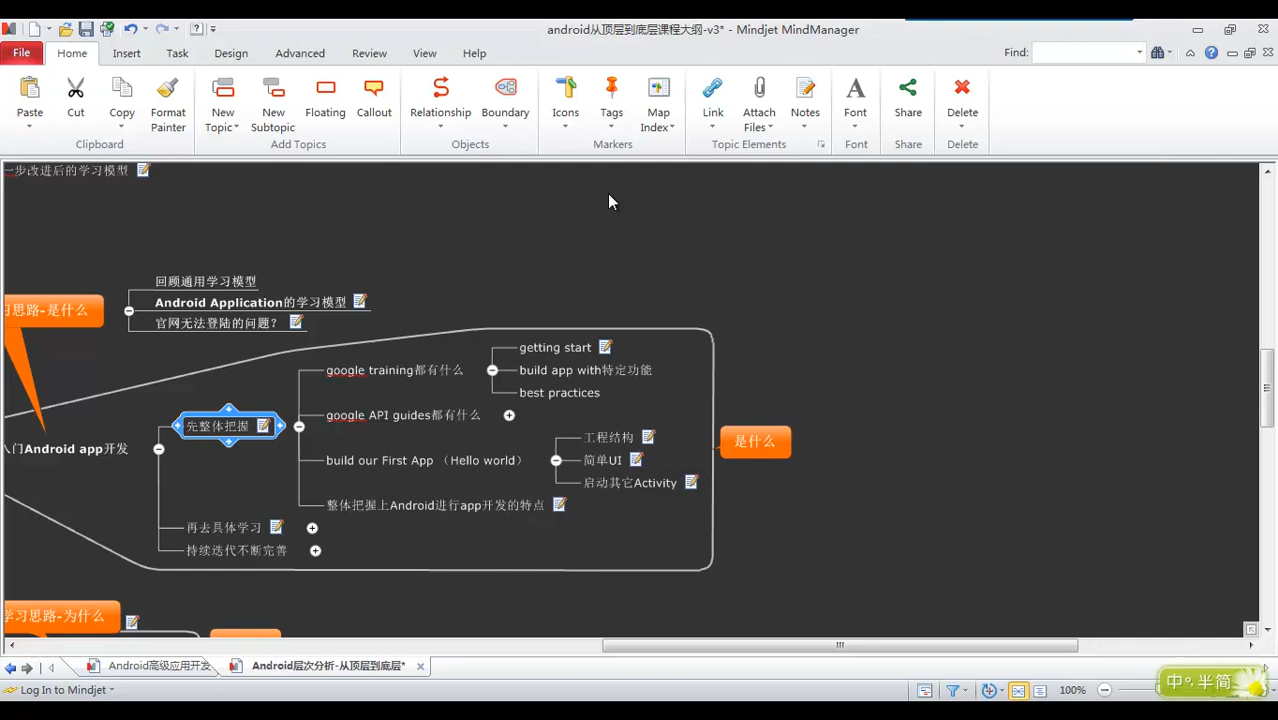 android从顶层到底层课程大纲-v3* - Mindjet MindManager
File Home Insert Task Design Advanced Review View Help Find:
Paste Cut Copy Format Painter New Topic New Subtopic Floating Callout Relationship Boundary Icons Tags Map Index Link Attach Files Notes Font Share Delete
Clipboard Add Topics Objects Markers Topic Elements Font Share Delete
一步改进后的学习模型
回顾通用学习模型
习思路-是什么
Android Application的学习模型
官网无法登陆的问题?
getting start
google training都有什么
build app with特定功能
best practices
google API guides都有什么
先整体把握
工程结构
是什么
入门Android app开发
build our First App (Hello world)
简单UI
启动其它Activity
整体把握上Android进行app开发的特点
再去具体学习
持续迭代不断完善
学习思路-为什么
Android高级应用开发
Android层次分析-从顶层到底层*
Log In to Mindjet
100%
中°,半简